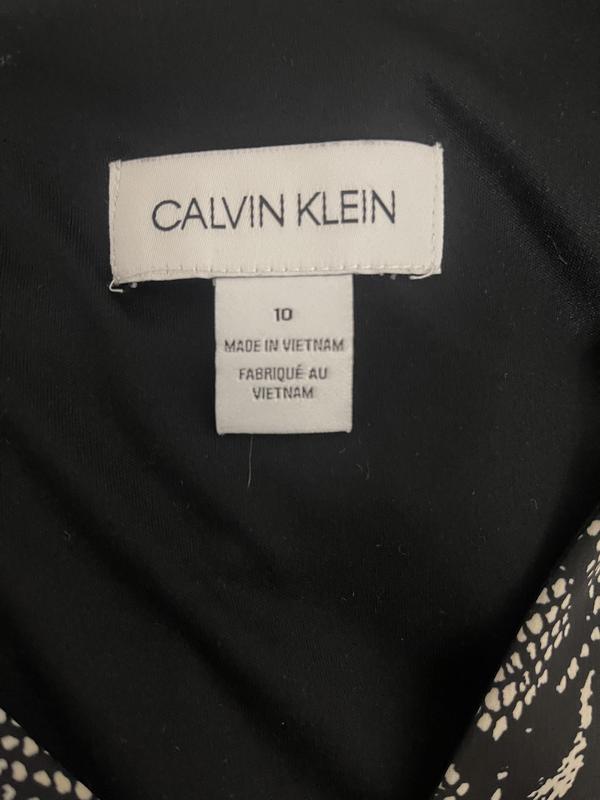 CALVIN KLEIN
10
MADE IN VIETNAM
FABRIQUÉ AU
VIETNAM